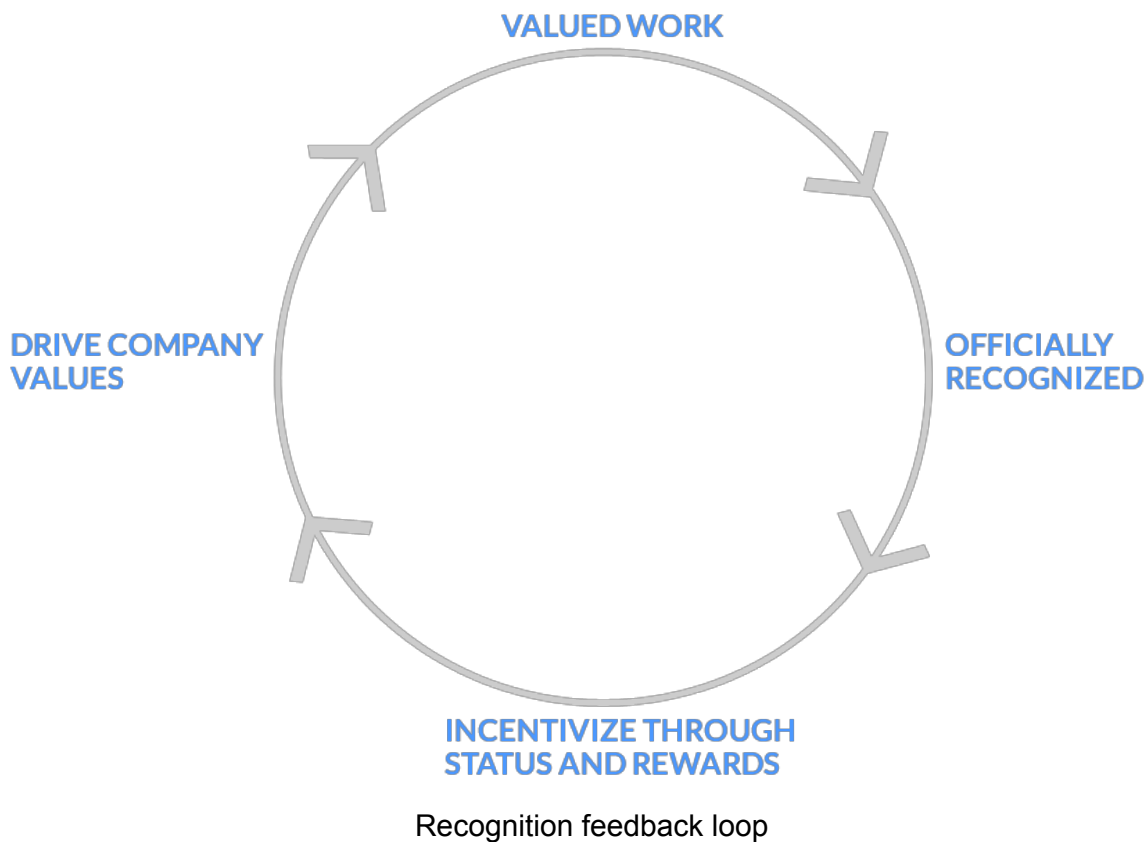 VALUED WORK
DRIVE COMPANY
VALUES
OFFICIALLY
RECOGNIZED
INCENTIVIZE THROUGH
STATUS AND REWARDS
Recognition feedback loop